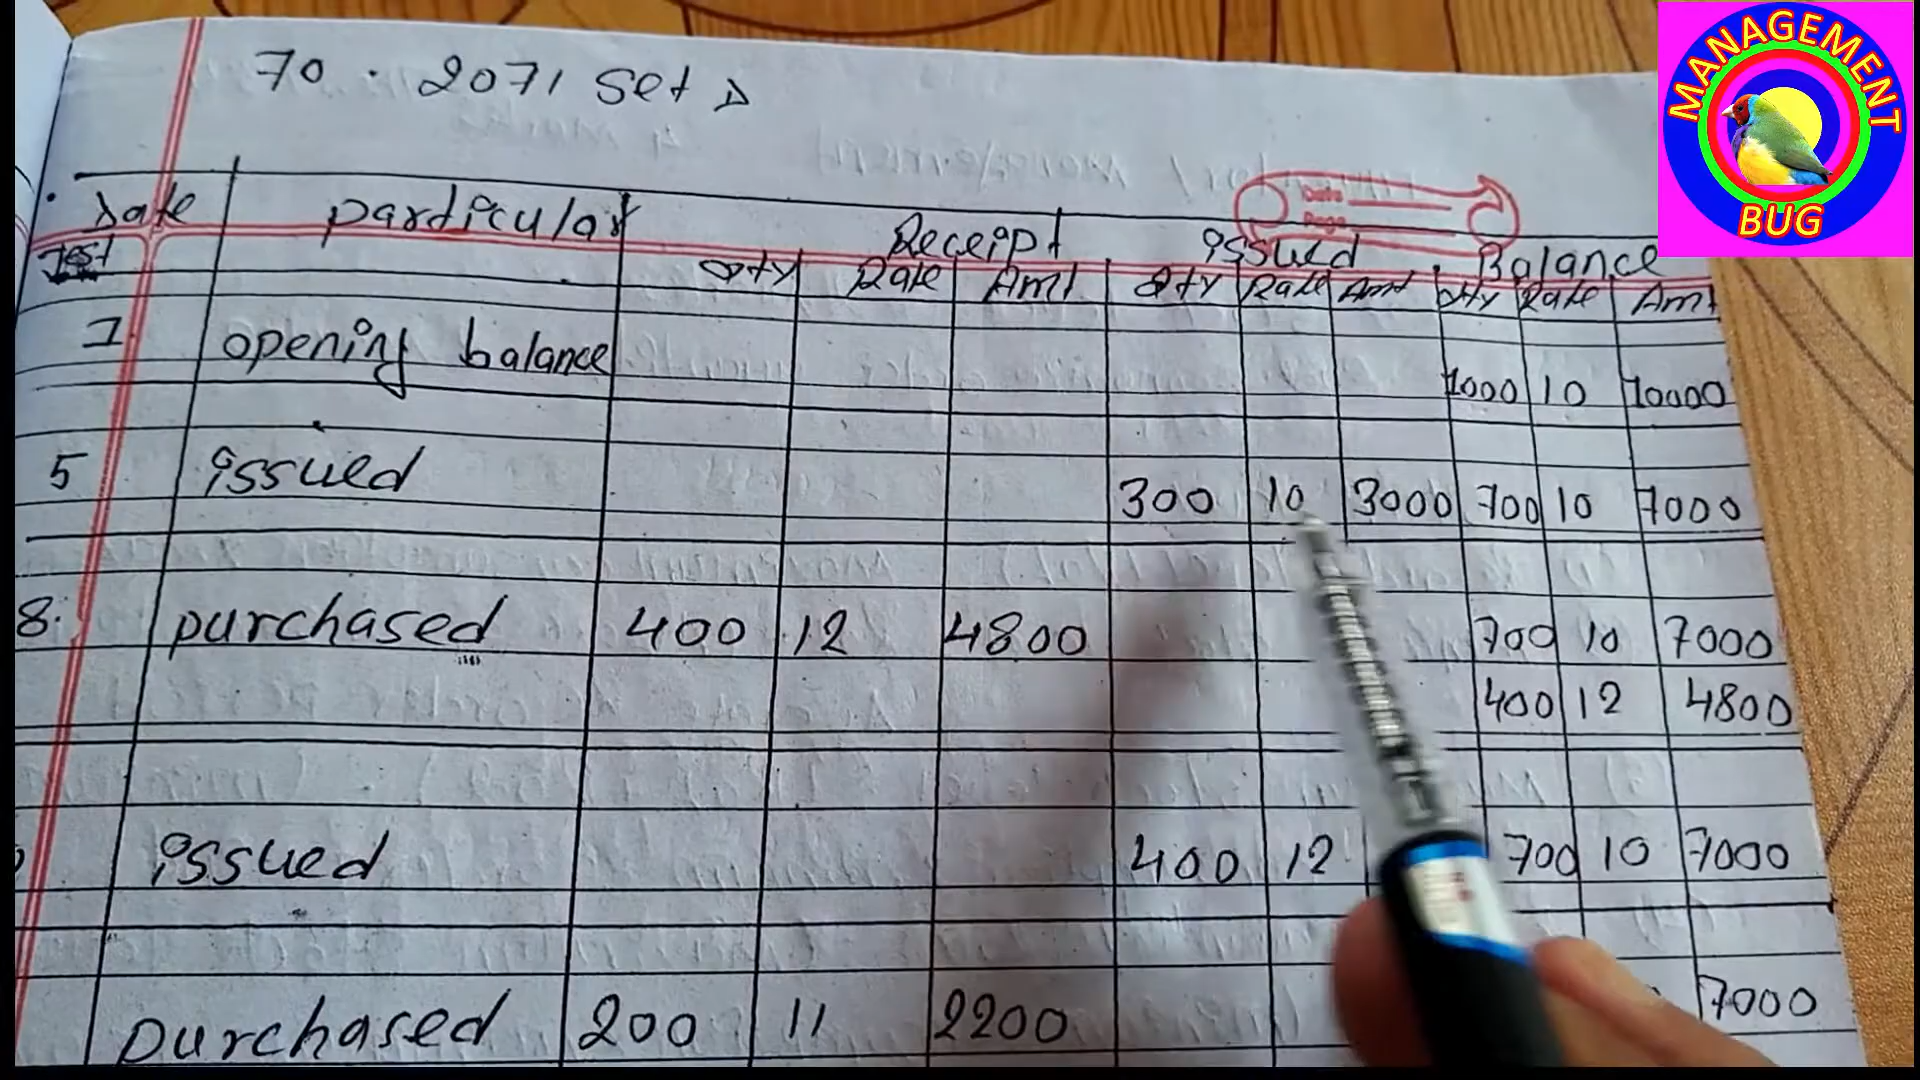 MANAGEMENT
BUG
70 . 2071 Set D
Date
Page
Date particular Receipt issued Balance
Qty Rate Amt Qty Rate Amt Qty Rate Amt
1 opening balance 1000 10 10000
5 issued 300 10 3000 700 10 7000
8. purchased 400 12 4800 700 10 7000
400 12 4800
issued 400 12 700 10 7000
purchased 200 11 2200 7000